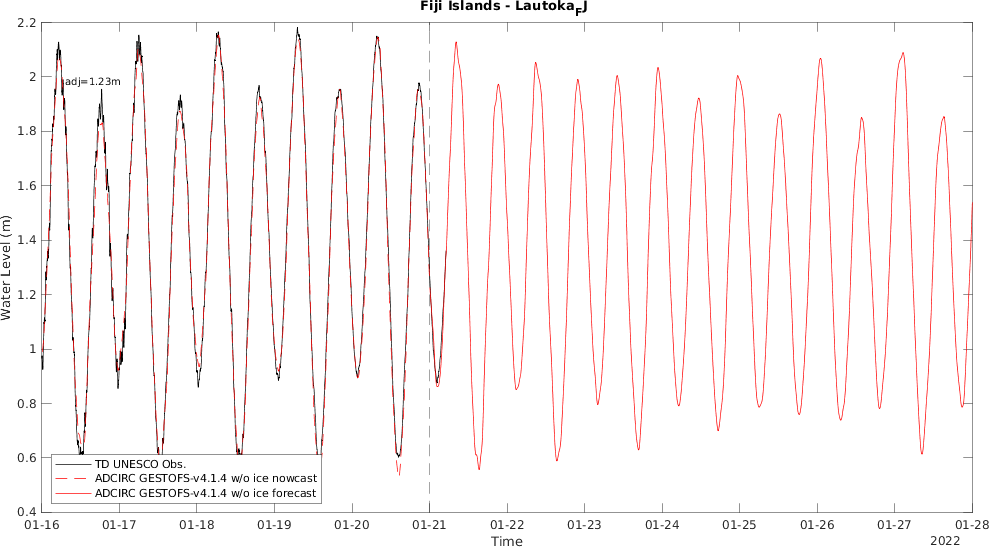 Fiji Islands - Lautoka_FJ
2.2
2
1.8
1.6
1.4
1.2
1
0.8
0.6
0.4
Water Level (m)
adj=1.23m
TD UNESCO Obs.
ADCIRC GESTOFS-v4.1.4 w/o ice nowcast
ADCIRC GESTOFS-v4.1.4 w/o ice forecast
01-16 01-17 01-18 01-19 01-20 01-21 01-22 01-23 01-24 01-25 01-26 01-27 01-28
Time
2022